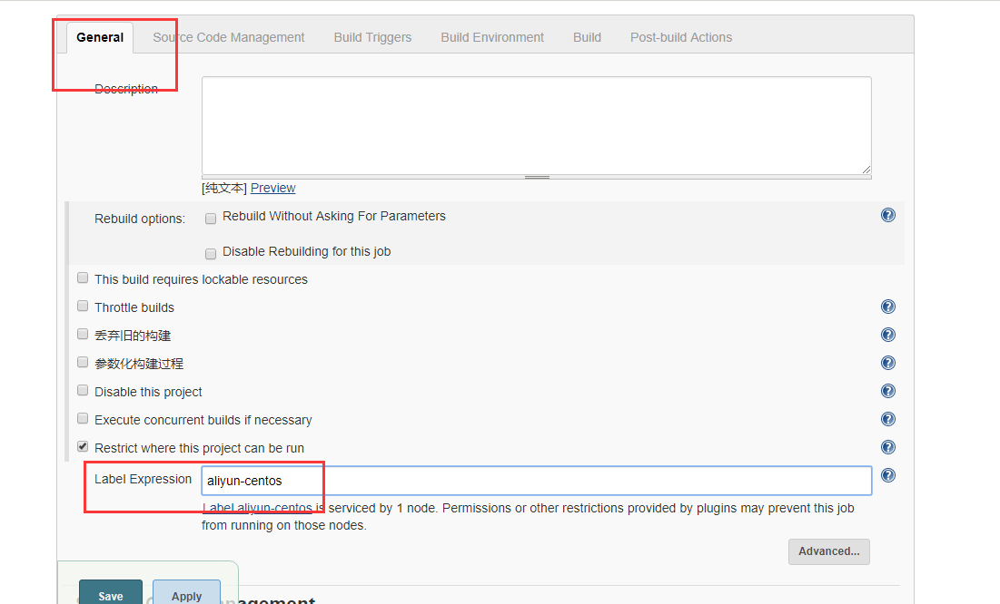 General Source Code Management Build Triggers Build Environment Build Post-build Actions
Description
[纯文本] Preview
Rebuild options: Rebuild Without Asking For Parameters
Disable Rebuilding for this job
This build requires lockable resources
Throttle builds
丢弃旧的构建
参数化构建过程
Disable this project
Execute concurrent builds if necessary
Restrict where this project can be run
Label Expression aliyun-centos
Label aliyun-centos is serviced by 1 node. Permissions or other restrictions provided by plugins may prevent this job
from running on those nodes.
Advanced...
Save Apply